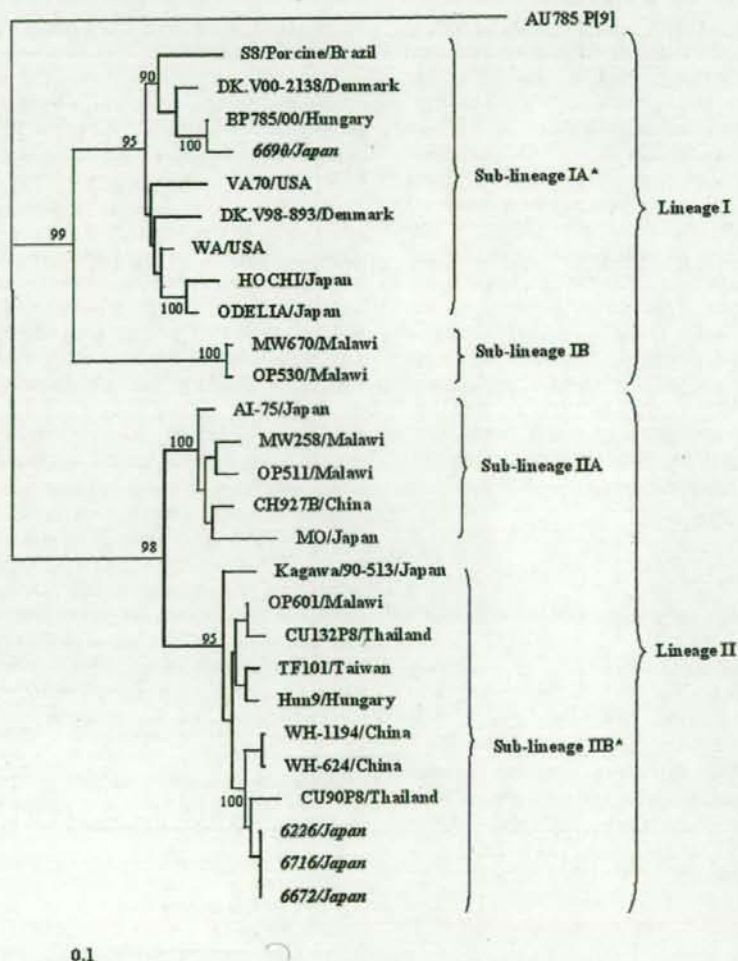 AU785 P[9]
S8/Porcine/Brazil
90
DK.V00-2138/Denmark
BP785/00/Hungary
100
6690/Japan
95
Sub-lineage IA*
VA70/USA
Lineage I
DK.V98-893/Denmark
99
WA/USA
HOCHI/Japan
100
ODELIA/Japan
MW670/Malawi
100
Sub-lineage IB
OP530/Malawi
AI-75/Japan
100
MW258/Malawi
Sub-lineage IIA
OP511/Malawi
CH927B/China
MO/Japan
98
Kagawa/90-513/Japan
OP601/Malawi
95
CU132P8/Thailand
Lineage II
TF101/Taiwan
Hun9/Hungary
WH-1194/China
Sub-lineage IIB*
WH-624/China
100
CU90P8/Thailand
6226/Japan
6716/Japan
6672/Japan
0.1